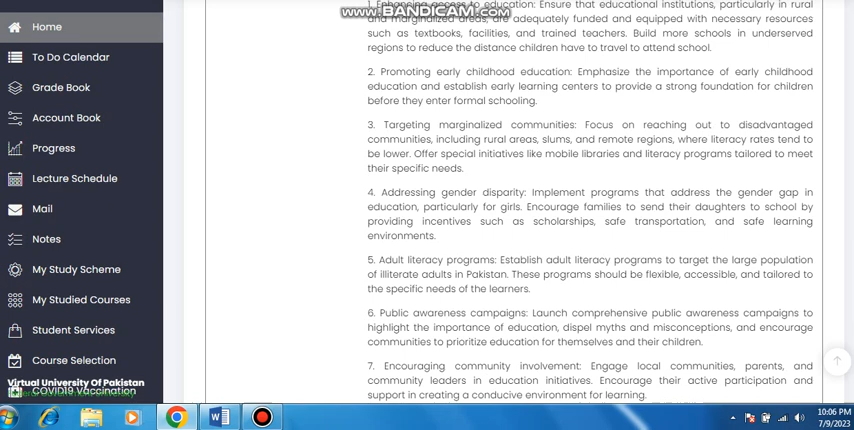 Home
To Do Calendar
Grade Book
Account Book
Progress
Lecture Schedule
Mail
Notes
My Study Scheme
My Studied Courses
Student Services
Course Selection
COVID19 Vaccination
Virtual University Of Pakistan
Federal Government University
www.BANDICAM.com
1. Enhancing access to education: Ensure that educational institutions, particularly in rural
and marginalized areas, are adequately funded and equipped with necessary resources
such as textbooks, facilities, and trained teachers. Build more schools in underserved
regions to reduce the distance children have to travel to attend school.
2. Promoting early childhood education: Emphasize the importance of early childhood
education and establish early learning centers to provide a strong foundation for children
before they enter formal schooling.
3. Targeting marginalized communities: Focus on reaching out to disadvantaged
communities, including rural areas, slums, and remote regions, where literacy rates tend to
be lower. Offer special initiatives like mobile libraries and literacy programs tailored to meet
their specific needs.
4. Addressing gender disparity: Implement programs that address the gender gap in
education, particularly for girls. Encourage families to send their daughters to school by
providing incentives such as scholarships, safe transportation, and safe learning
environments.
5. Adult literacy programs: Establish adult literacy programs to target the large population
of illiterate adults in Pakistan. These programs should be flexible, accessible, and tailored to
the specific needs of the learners.
6. Public awareness campaigns: Launch comprehensive public awareness campaigns to
highlight the importance of education, dispel myths and misconceptions, and encourage
communities to prioritize education for themselves and their children.
7. Encouraging community involvement: Engage local communities, parents, and
community leaders in education initiatives. Encourage their active participation and
support in creating a conducive environment for learning.
10:06 PM
7/9/2023